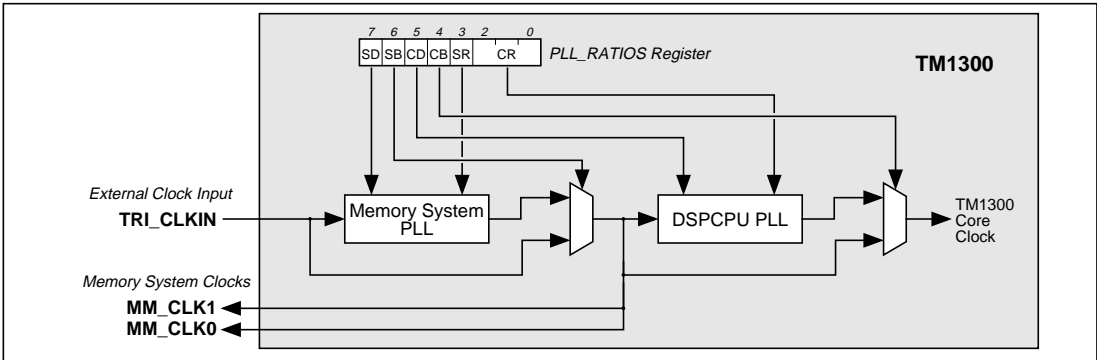 7 6 5 4 3 2 0
SD SB CD CB SR CR
PLL_RATIOS Register
TM1300
External Clock Input
TRI_CLKIN
Memory System
PLL
DSPCPU PLL
TM1300
Core
Clock
Memory System Clocks
MM_CLK1
MM_CLK0